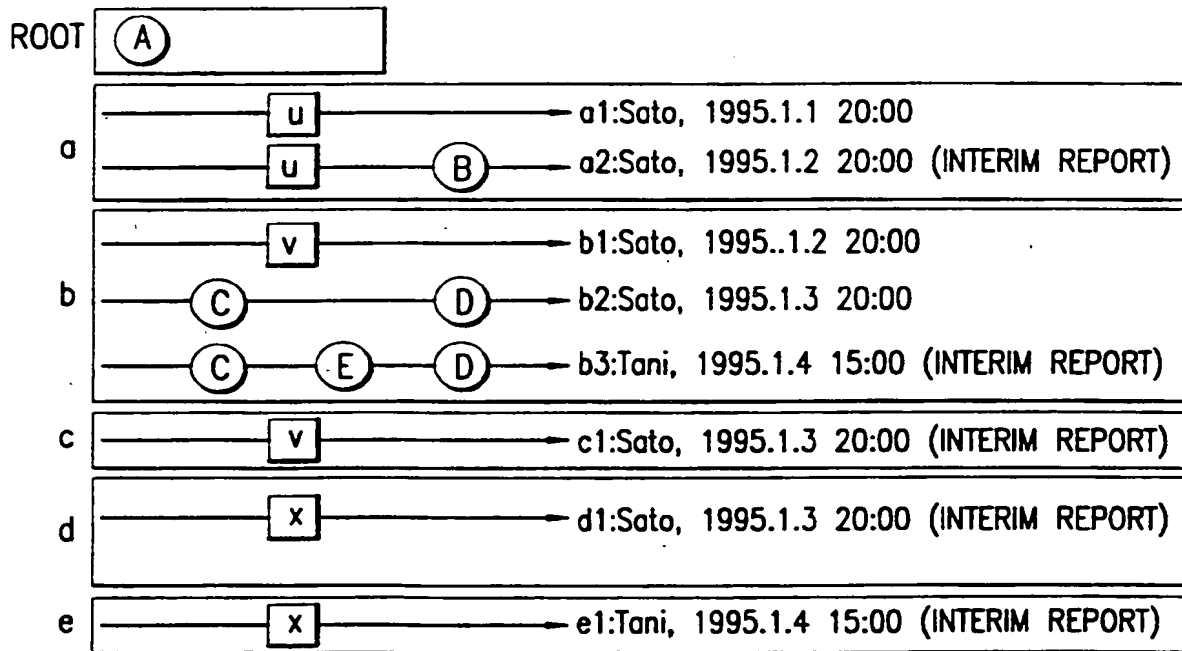 ROOT A
a
u a1:Sato, 1995.1.1 20:00
u B a2:Sato, 1995.1.2 20:00 (INTERIM REPORT)
b
v b1:Sato, 1995..1.2 20:00
C D b2:Sato, 1995.1.3 20:00
C E D b3:Tani, 1995.1.4 15:00 (INTERIM REPORT)
c v c1:Sato, 1995.1.3 20:00 (INTERIM REPORT)
d x d1:Sato, 1995.1.3 20:00 (INTERIM REPORT)
e x e1:Tani, 1995.1.4 15:00 (INTERIM REPORT)